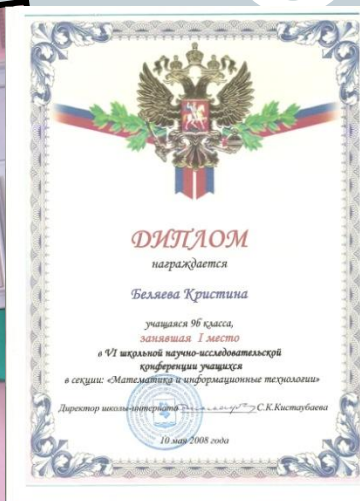 ДИПЛОМ
награждается
Беляева Кристина
учащаяся 9б класса,
занявшая I место
в VI школьной научно-исследовательской
конференции учащихся
в секции: «Математика и информационные технологии»
Директор школы-интерната С.К.Кистаубаева
10 мая 2008 года